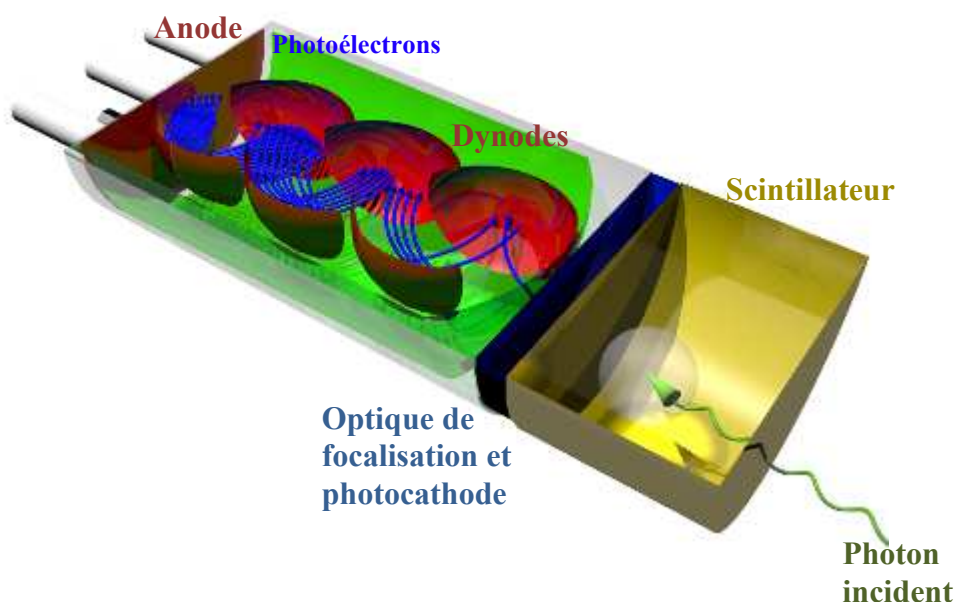 Anode
Photoélectrons
Dynodes
Scintillateur
Optique de
focalisation et
photocathode
Photon
incident